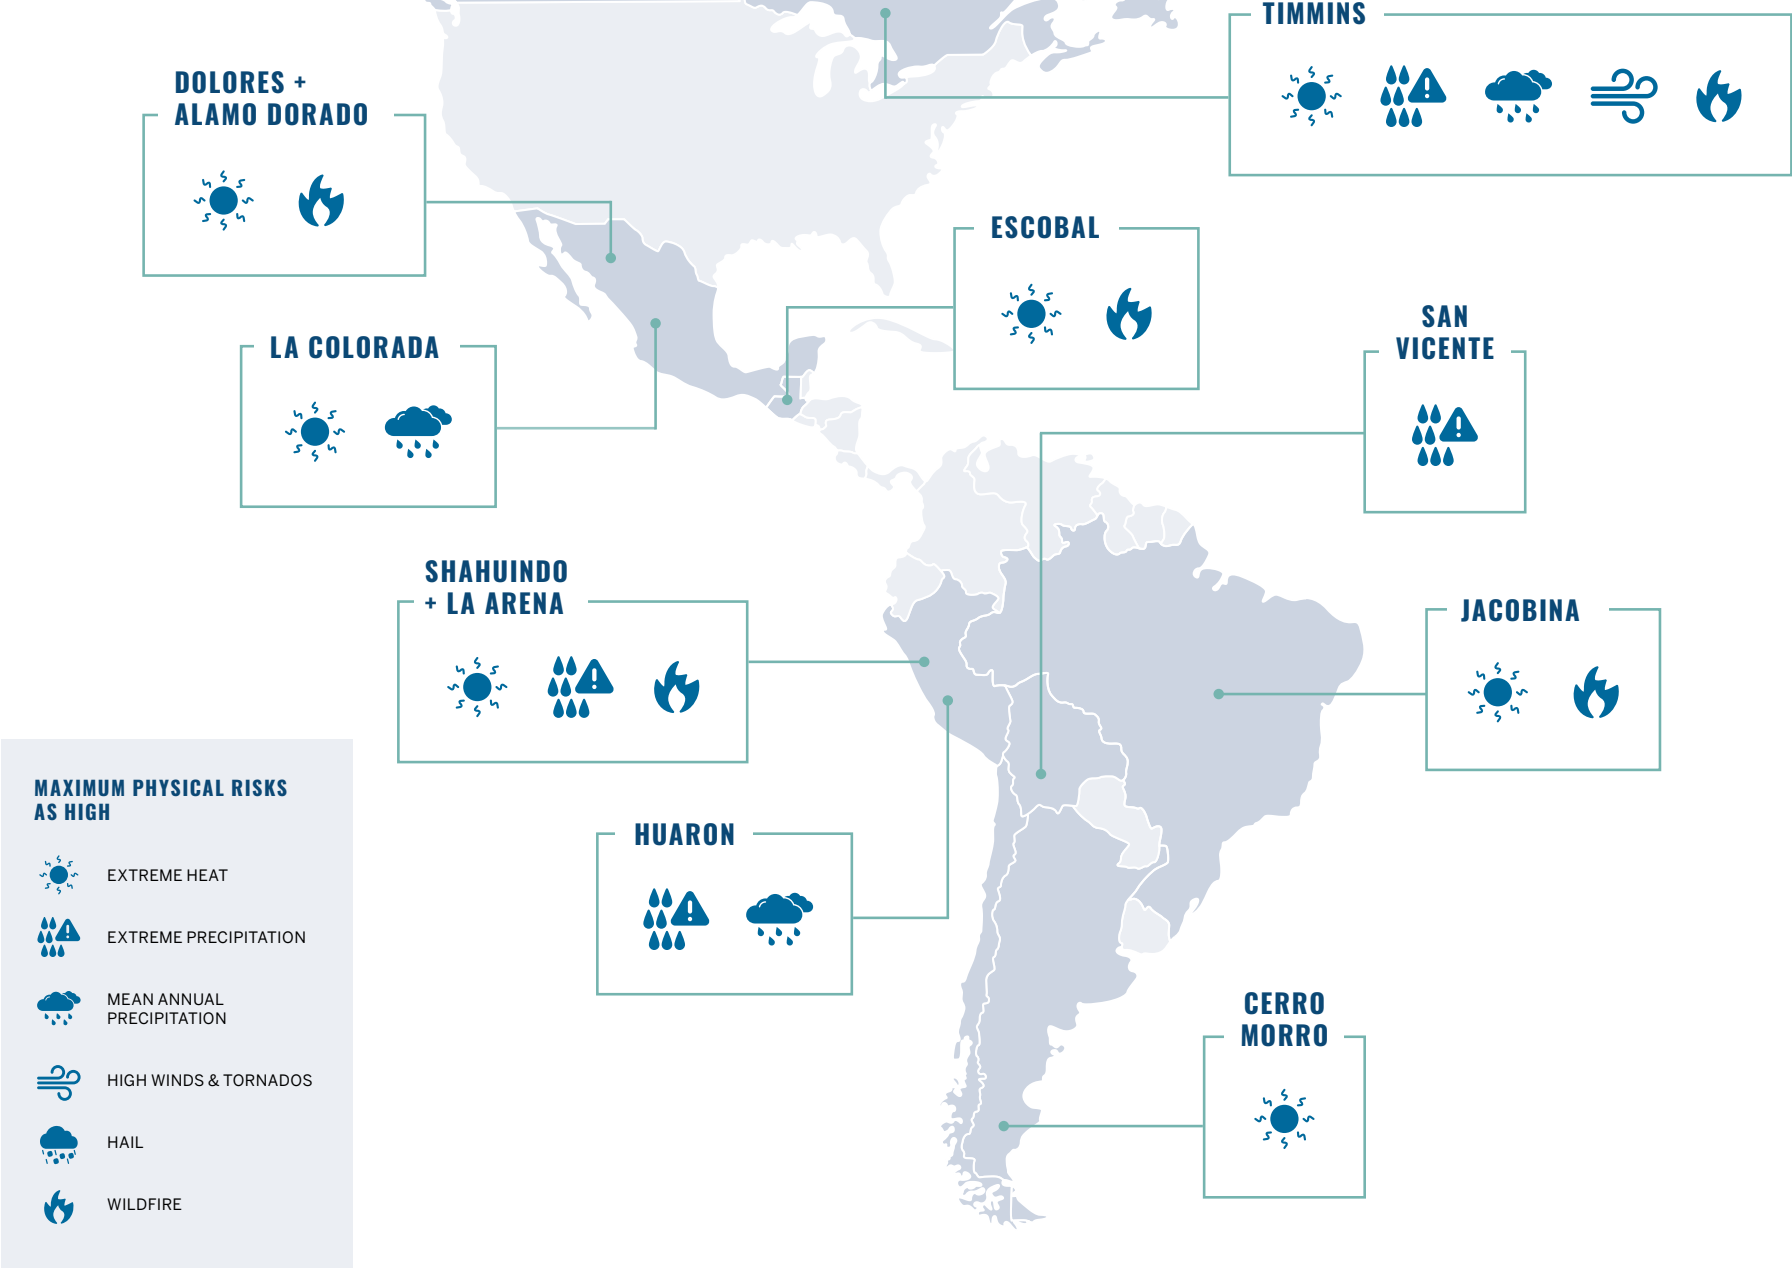 TIMMINS
DOLORES +
ALAMO DORADO
ESCOBAL
SAN
VICENTE
LA COLORADA
SHAHUINDO
+ LA ARENA
JACOBINA
HUARON
CERRO
MORRO
MAXIMUM PHYSICAL RISKS
AS HIGH
EXTREME HEAT
EXTREME PRECIPITATION
MEAN ANNUAL
PRECIPITATION
HIGH WINDS & TORNADOS
HAIL
WILDFIRE